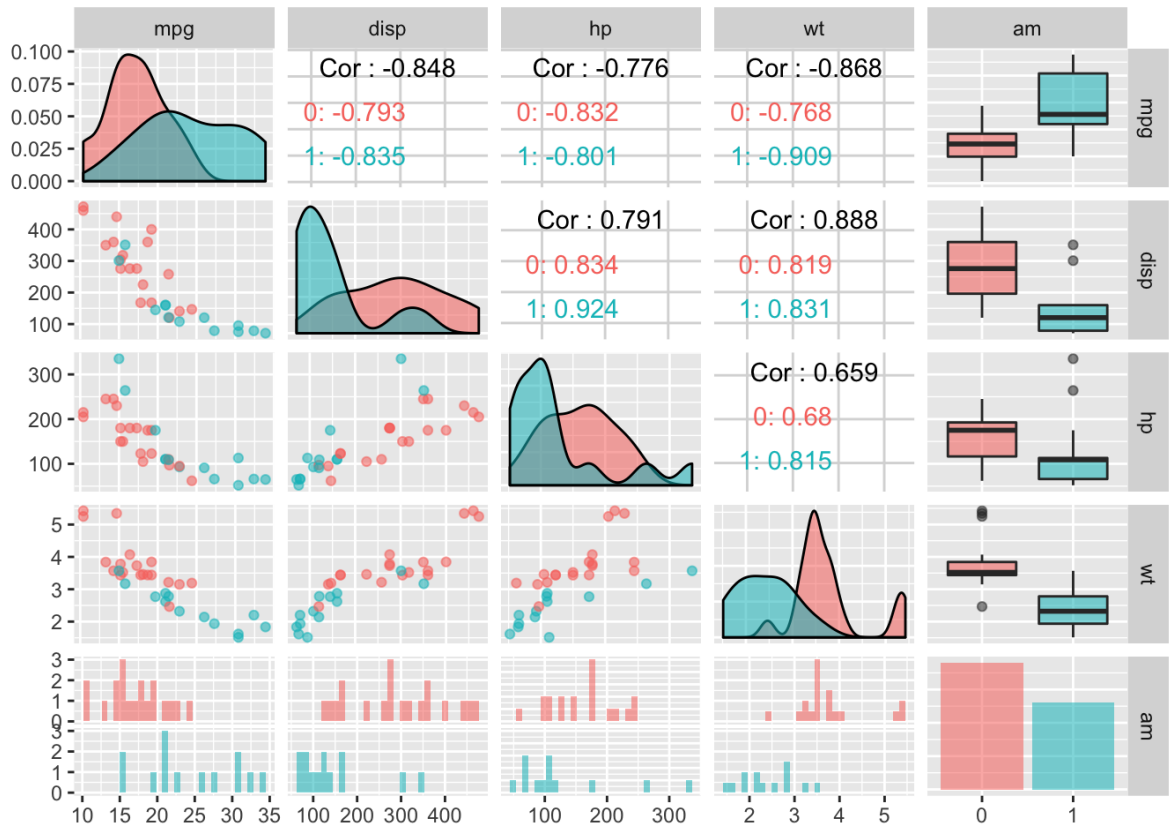 mpg disp hp wt am
0.100
0.075
0.050
0.025
0.000
Cor : -0.848
0: -0.793
1: -0.835
Cor : -0.776
0: -0.832
1: -0.801
Cor : -0.868
0: -0.768
1: -0.909
mpg
400
300
200
100
Cor : 0.791
0: 0.834
1: 0.924
Cor : 0.888
0: 0.819
1: 0.831
disp
300
200
100
Cor : 0.659
0: 0.68
1: 0.815
hp
5
4
3
2
wt
3
2
1
0
3
2
1
0
am
10 15 20 25 30 35 100 200 300 400 100 200 300 2 3 4 5 0 1